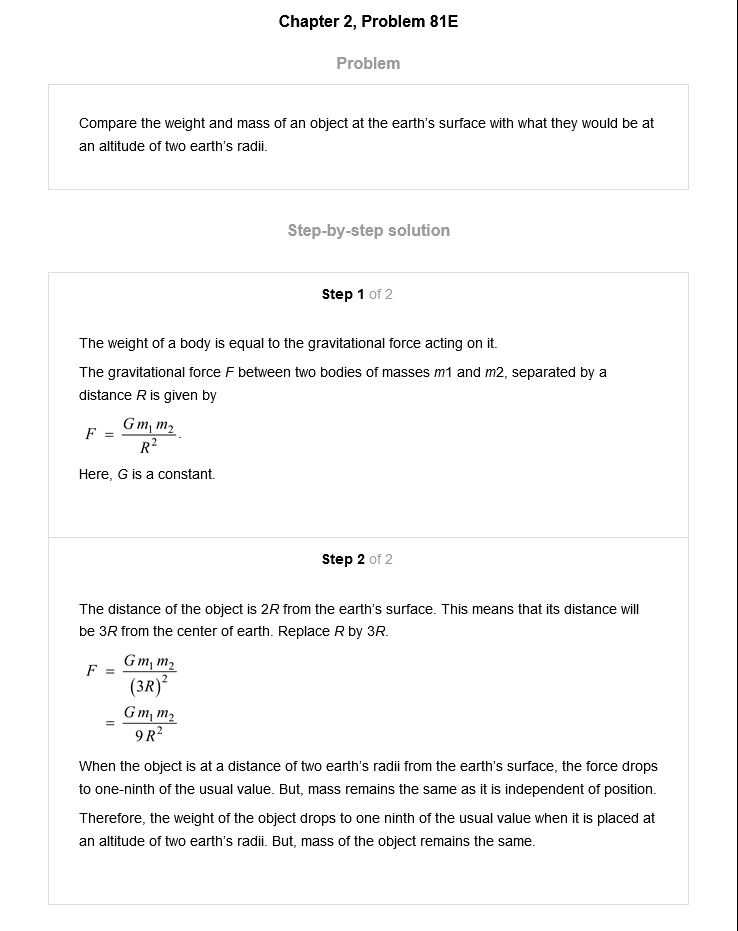 Chapter 2, Problem 81E
Problem
Compare the weight and mass of an object at the earth's surface with what they would be at
an altitude of two earth's radii.
Step-by-step solution
Step 1 of 2
The weight of a body is equal to the gravitational force acting on it.
The gravitational force F between two bodies of masses m1 and m2, separated by a
distance R is given by
F = \frac{G m_1 m_2}{R^2}.
Here, G is a constant.
Step 2 of 2
The distance of the object is 2R from the earth's surface. This means that its distance will
be 3R from the center of earth. Replace R by 3R.
F = \frac{G m_1 m_2}{(3R)^2}
= \frac{G m_1 m_2}{9 R^2}
When the object is at a distance of two earth's radii from the earth's surface, the force drops
to one-ninth of the usual value. But, mass remains the same as it is independent of position.
Therefore, the weight of the object drops to one ninth of the usual value when it is placed at
an altitude of two earth's radii. But, mass of the object remains the same.